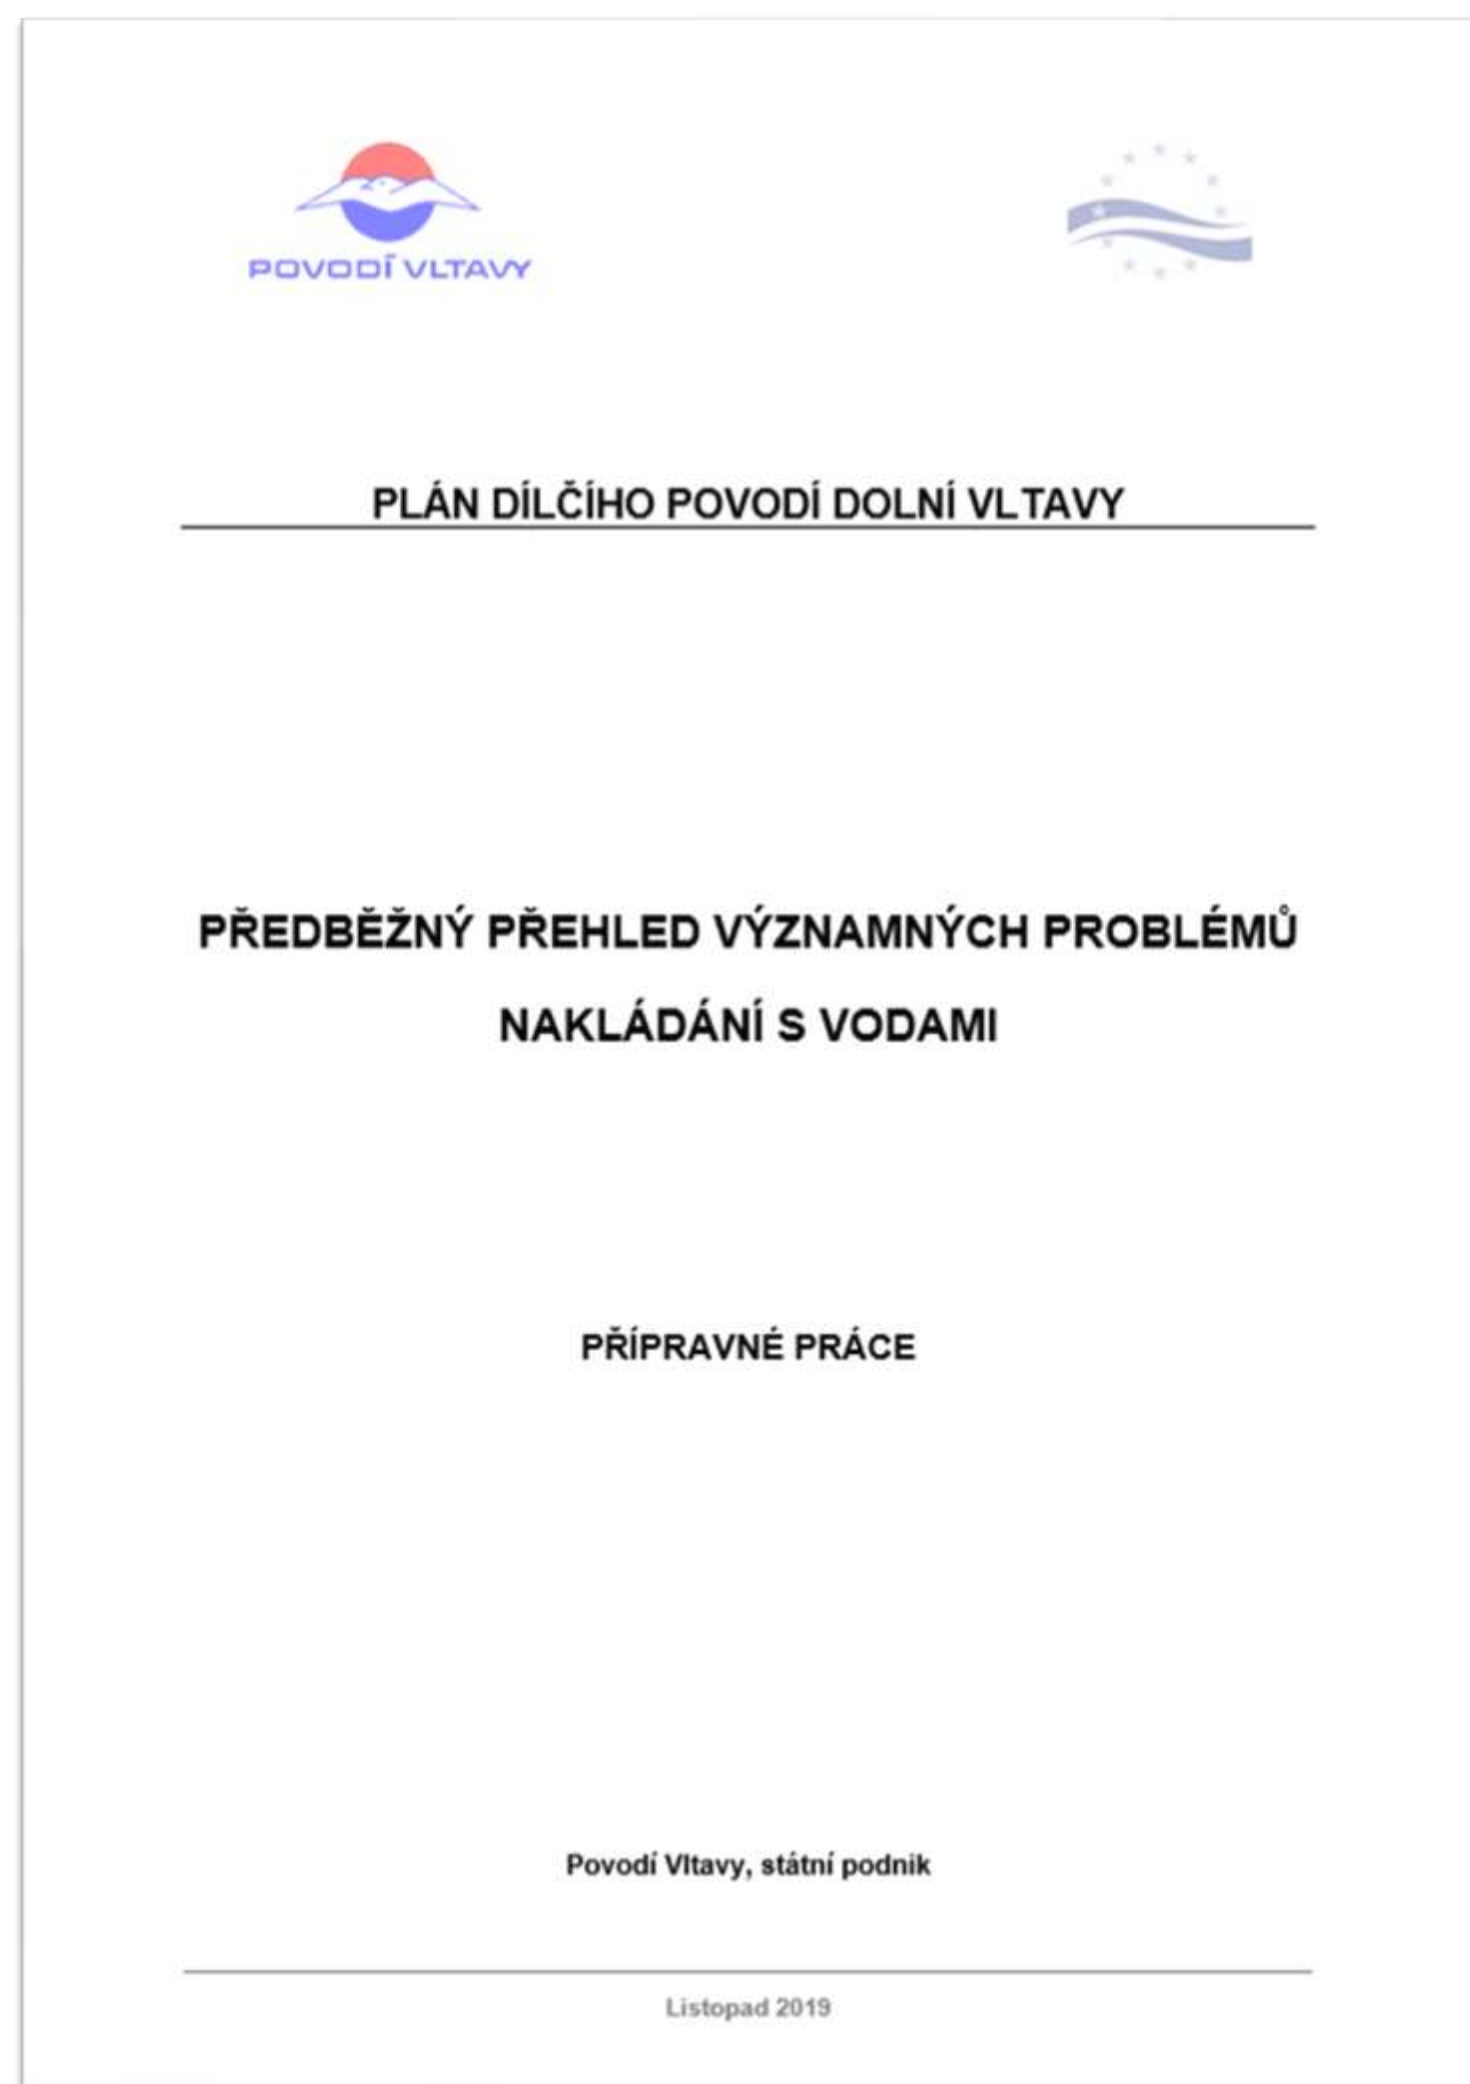 POVODÍ VLTAVY
PLÁN DÍLČÍHO POVODÍ DOLNÍ VLTAVY
PŘEDBĚŽNÝ PŘEHLED VÝZNAMNÝCH PROBLÉMŮ
NAKLÁDÁNÍ S VODAMI
PŘÍPRAVNÉ PRÁCE
Povodí Vltavy, státní podnik
Listopad 2019